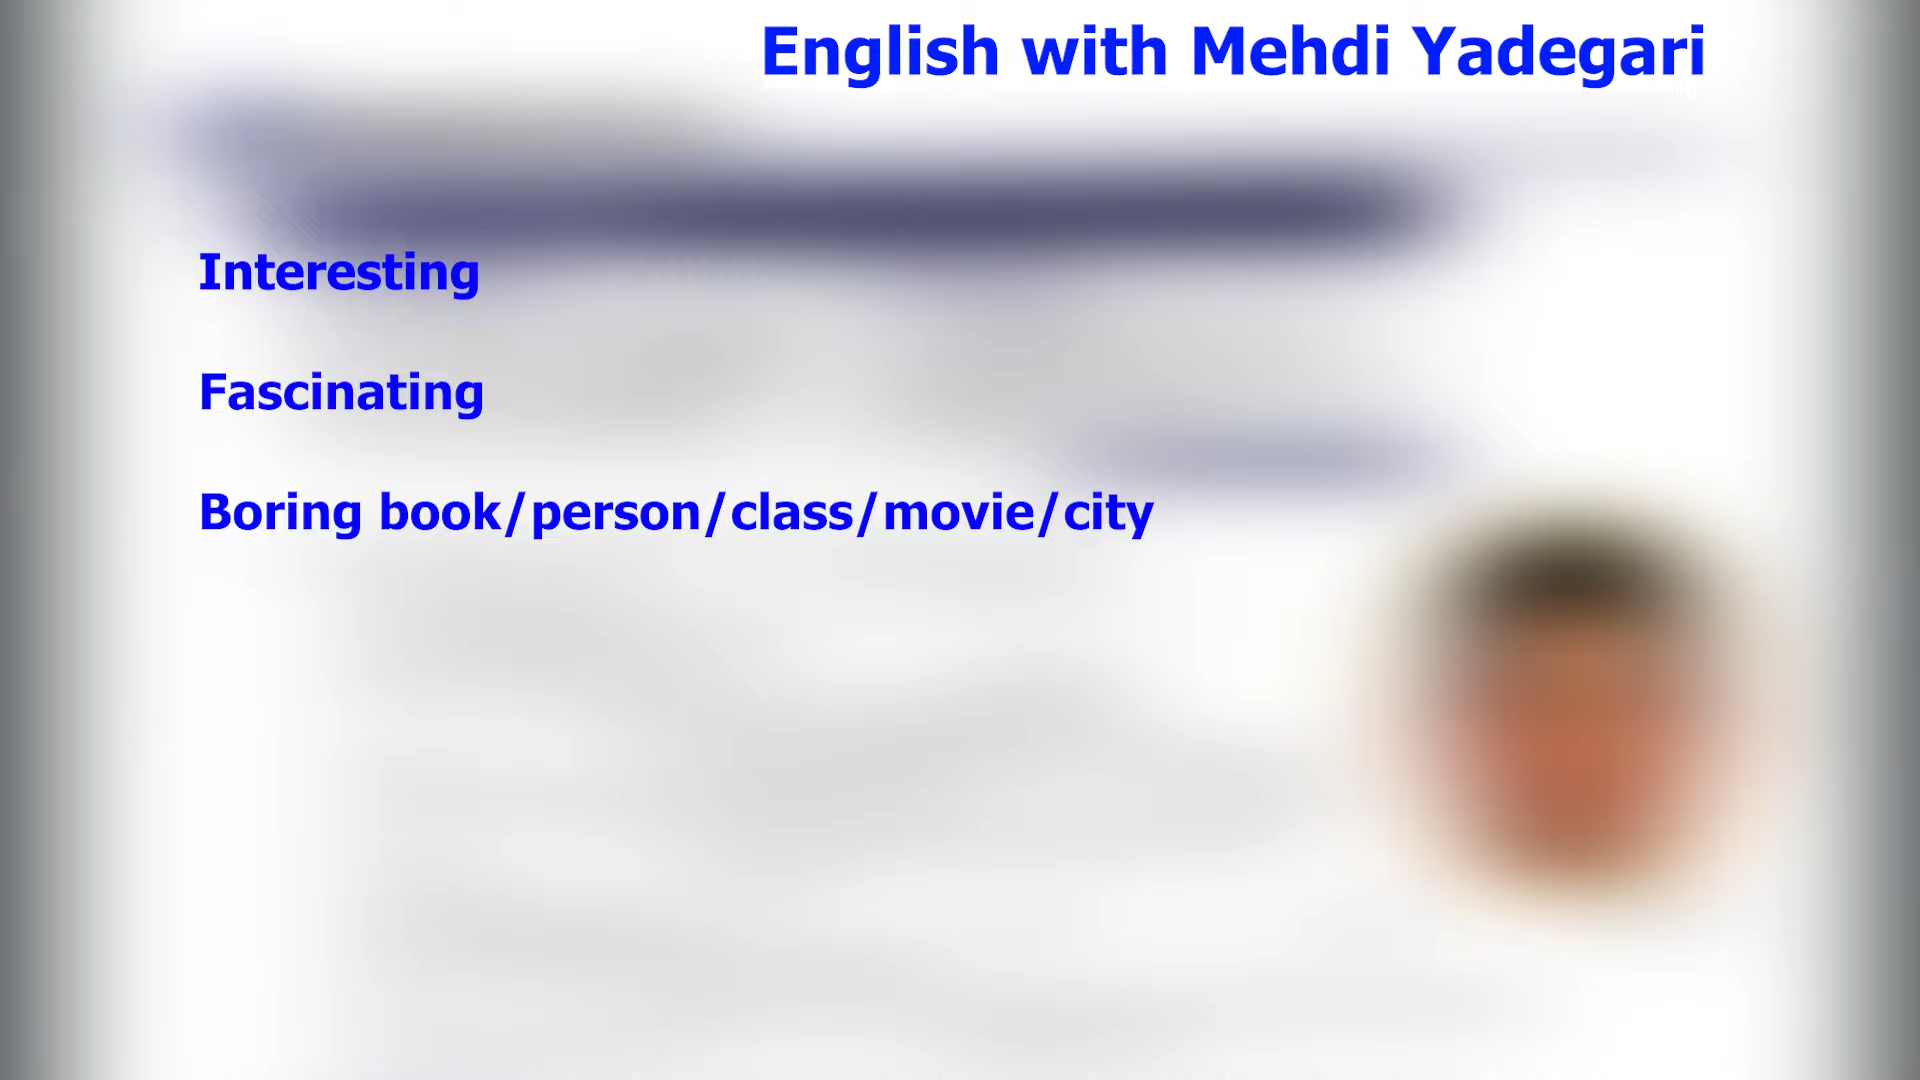 English with Mehdi Yadegari
Interesting
Fascinating
Boring book/person/class/movie/city